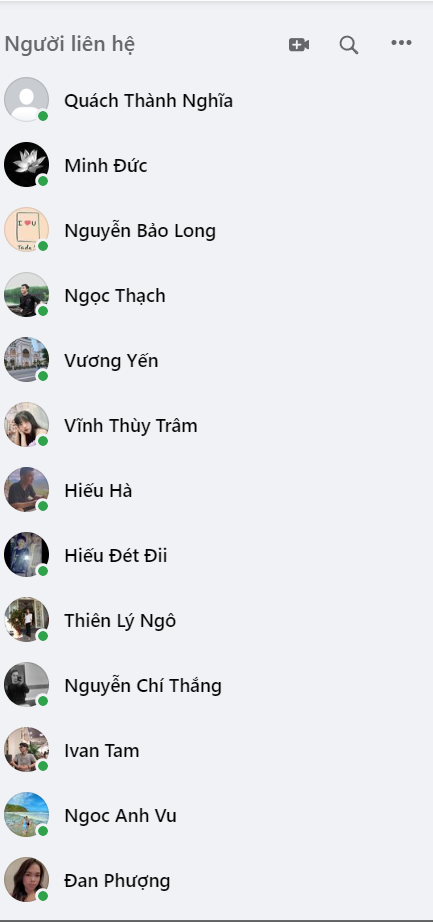 Người liên hệ
Quách Thành Nghĩa
Minh Đức
I ❤ U
Nguyễn Bảo Long
Ngọc Thạch
Vương Yến
Vĩnh Thùy Trâm
Hiếu Hà
Hiếu Đét Đii
Thiên Lý Ngô
Nguyễn Chí Thắng
Ivan Tam
Ngoc Anh Vu
Đan Phượng